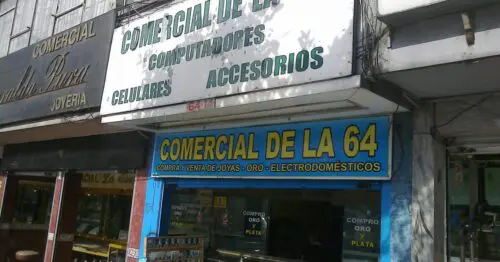 COMERCIAL
JOYERIA
COMERCIAL DE LA
COMPUTADORES
CELULARES ACCESORIOS
COMERCIAL DE LA 64
COMPRA Y VENTA DE JOYAS - ORO - ELECTRODOMÉSTICOS
COMPRO
ORO
Y
PLATA
COMPRO
ORO
Y PLATA